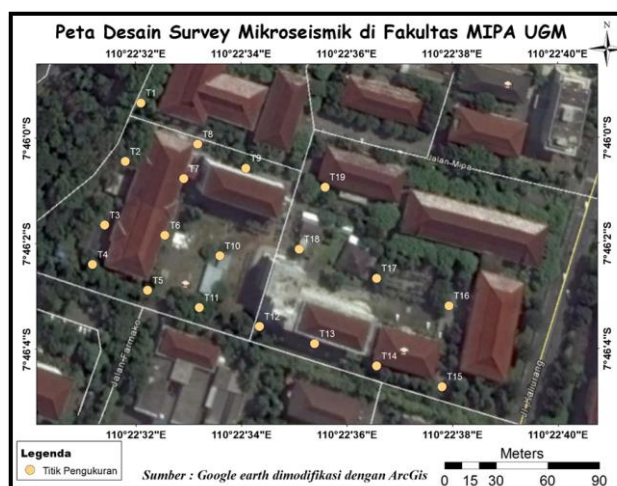 Peta Desain Survey Mikroseismik di Fakultas MIPA UGM
N
110°22'32"E 110°22'34"E 110°22'36"E 110°22'38"E 110°22'40"E
7°46'0"S 7°46'0"S
7°46'2"S 7°46'2"S
7°46'4"S 7°46'4"S
T1
T8
T2
T9
T7
T19
T3
T6
T18
T10
T4
T17
T5
T11
T16
T12
T13
T14
T15
Jalan Mipa
Jalan Farmako
Jl. Kaliurang
110°22'32"E 110°22'34"E 110°22'36"E 110°22'38"E 110°22'40"E
Legenda
Titik Pengukuran
Sumber : Google earth dimodifikasi dengan ArcGis
Meters
0 15 30 60 90